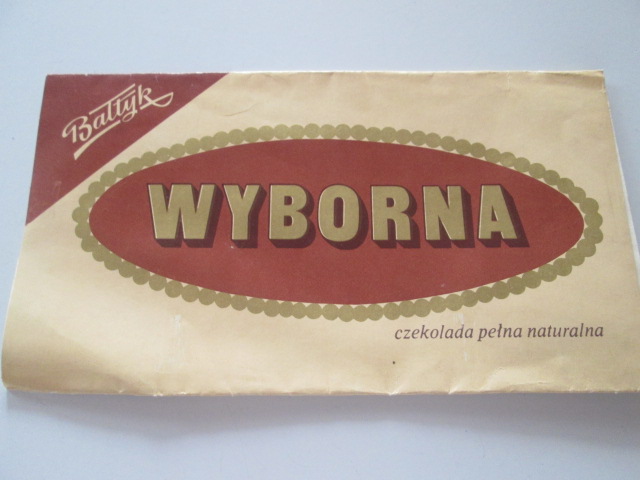 Bałtyk
WYBORNA
czekolada pełna naturalna